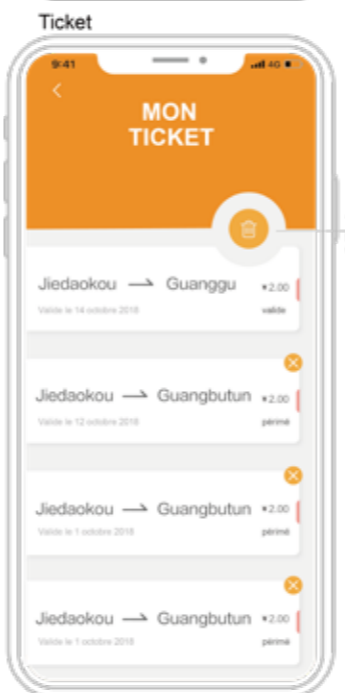 Ticket
9:41
4G
MON
TICKET
Jiedaokou → Guanggu ¥2.00
Valide le 14 octobre 2018 valide
Jiedaokou → Guangbutun ¥2.00
Valide le 12 octobre 2018 périmé
Jiedaokou → Guangbutun ¥2.00
Valide le 1 octobre 2018 périmé
Jiedaokou → Guangbutun ¥2.00
Valide le 1 octobre 2018 périmé